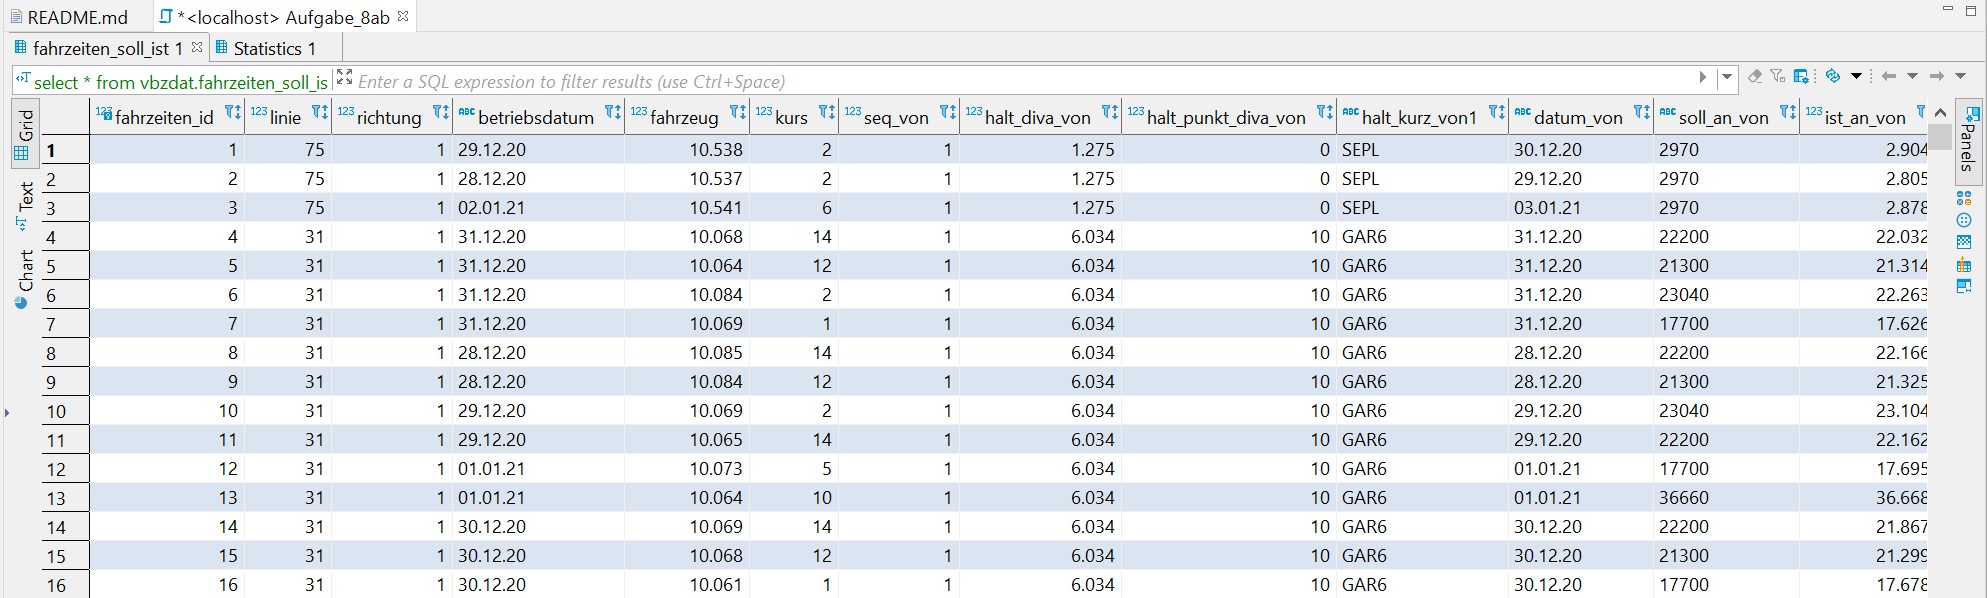 README.md *<localhost> Aufgabe_8ab
fahrzeiten_soll_ist 1 Statistics 1
select * from vbzdat.fahrzeiten_soll_is Enter a SQL expression to filter results (use Ctrl+Space)
Grid
Text
Chart
Panels
123 fahrzeiten_id 123 linie 123 richtung ABC betriebsdatum 123 fahrzeug 123 kurs 123 seq_von 123 halt_diva_von 123 halt_punkt_diva_von ABC halt_kurz_von1 ABC datum_von ABC soll_an_von 123 ist_an_von
1 1 75 1 29.12.20 10.538 2 1 1.275 0 SEPL 30.12.20 2970 2.904
2 2 75 1 28.12.20 10.537 2 1 1.275 0 SEPL 29.12.20 2970 2.805
3 3 75 1 02.01.21 10.541 6 1 1.275 0 SEPL 03.01.21 2970 2.878
4 4 31 1 31.12.20 10.068 14 1 6.034 10 GAR6 31.12.20 22200 22.032
5 5 31 1 31.12.20 10.064 12 1 6.034 10 GAR6 31.12.20 21300 21.314
6 6 31 1 31.12.20 10.084 2 1 6.034 10 GAR6 31.12.20 23040 22.263
7 7 31 1 31.12.20 10.069 1 1 6.034 10 GAR6 31.12.20 17700 17.626
8 8 31 1 28.12.20 10.085 14 1 6.034 10 GAR6 28.12.20 22200 22.166
9 9 31 1 28.12.20 10.084 12 1 6.034 10 GAR6 28.12.20 21300 21.325
10 10 31 1 29.12.20 10.069 2 1 6.034 10 GAR6 29.12.20 23040 23.104
11 11 31 1 29.12.20 10.065 14 1 6.034 10 GAR6 29.12.20 22200 22.162
12 12 31 1 01.01.21 10.073 5 1 6.034 10 GAR6 01.01.21 17700 17.695
13 13 31 1 01.01.21 10.064 10 1 6.034 10 GAR6 01.01.21 36660 36.668
14 14 31 1 30.12.20 10.069 14 1 6.034 10 GAR6 30.12.20 22200 21.867
15 15 31 1 30.12.20 10.068 12 1 6.034 10 GAR6 30.12.20 21300 21.299
16 16 31 1 30.12.20 10.061 1 1 6.034 10 GAR6 30.12.20 17700 17.678